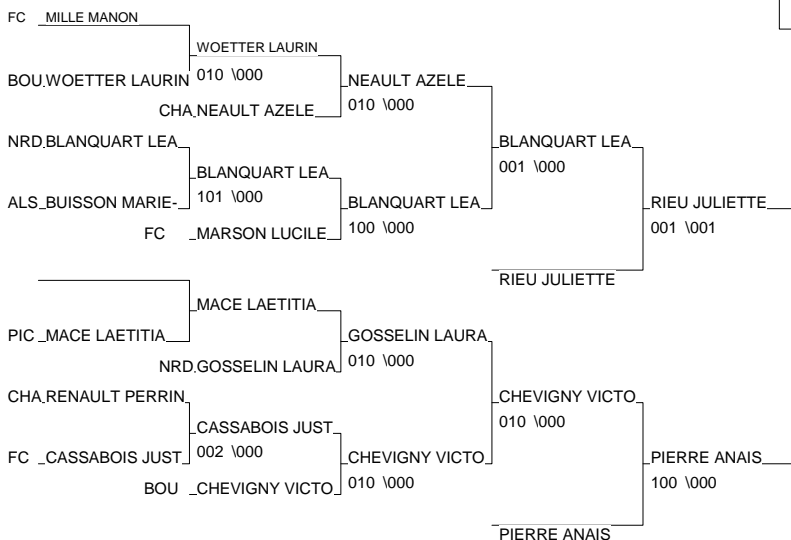 FC MILLE MANON
WOETTER LAURIN
BOU WOETTER LAURIN 010 \000 NEAULT AZELE
CHA NEAULT AZELE 010 \000
NRD BLANQUART LEA BLANQUART LEA
BLANQUART LEA 001 \000
ALS BUISSON MARIE- 101 \000 BLANQUART LEA RIEU JULIETTE
FC MARSON LUCILE 100 \000 001 \001
RIEU JULIETTE
MACE LAETITIA
PIC MACE LAETITIA GOSSELIN LAURA
NRD GOSSELIN LAURA 010 \000
CHA RENAULT PERRIN CHEVIGNY VICTO
CASSABOIS JUST 010 \000
FC CASSABOIS JUST 002 \000 CHEVIGNY VICTO PIERRE ANAIS
BOU CHEVIGNY VICTO 010 \000 100 \000
PIERRE ANAIS